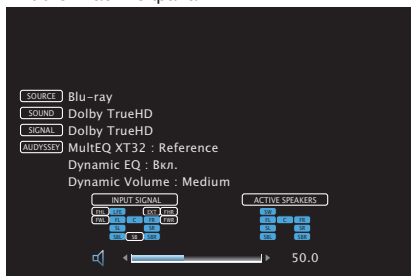 SOURCE Blu-ray
SOUND Dolby TrueHD
SIGNAL Dolby TrueHD
AUDYSSEY MultEQ XT32 : Reference
Dynamic EQ : Вкл.
Dynamic Volume : Medium
INPUT SIGNAL ACTIVE SPEAKERS
FHL LFE EXT FHR SW
FWL FL C FR FWR FL C FR
SL SR SL SR
SBL SB SBR SBL SBR
50.0